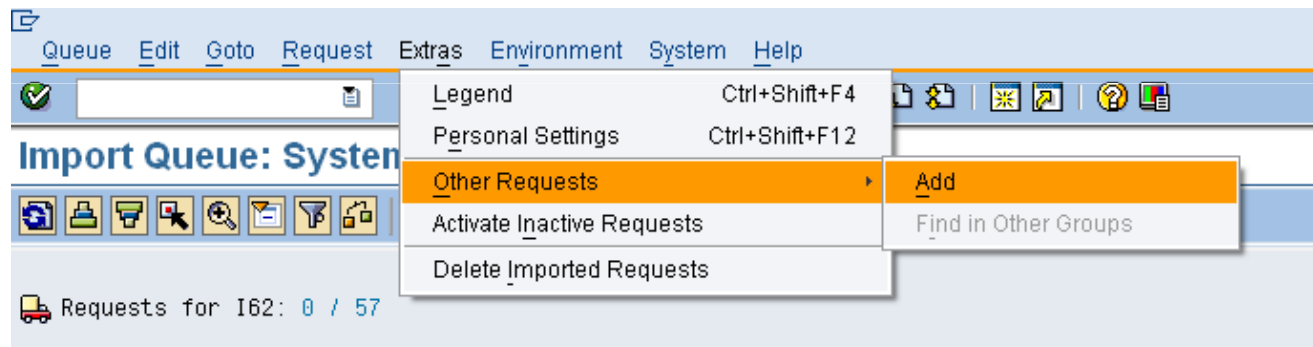 Queue Edit Goto Request Extras Environment System Help
Legend Ctrl+Shift+F4
Personal Settings Ctrl+Shift+F12
Import Queue: System
Other Requests Add
Activate Inactive Requests Find in Other Groups
Delete Imported Requests
Requests for I62: 0 / 57